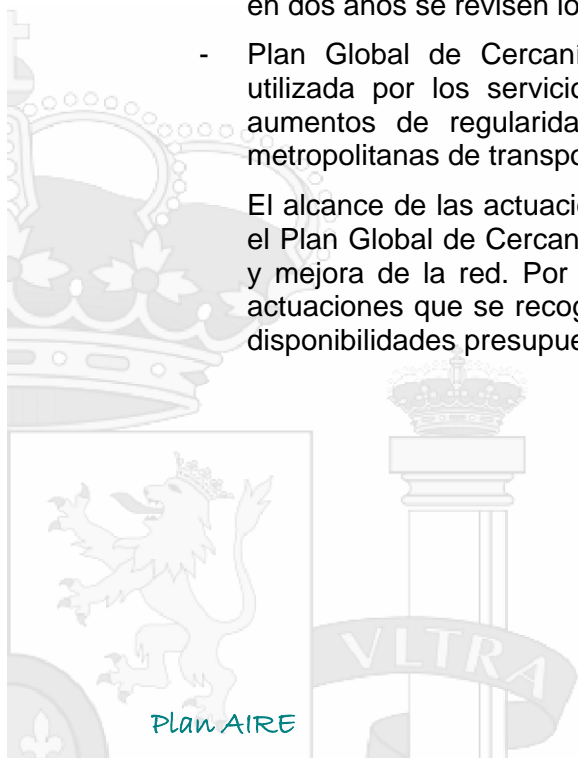 en dos años se revisen lo
- Plan Global de Cercaní
utilizada por los servicio
aumentos de regularida
metropolitanas de transpo
El alcance de las actuaci
el Plan Global de Cercan
y mejora de la red. Por
actuaciones que se recog
disponibilidades presupue
VLTRA
Plan AIRE